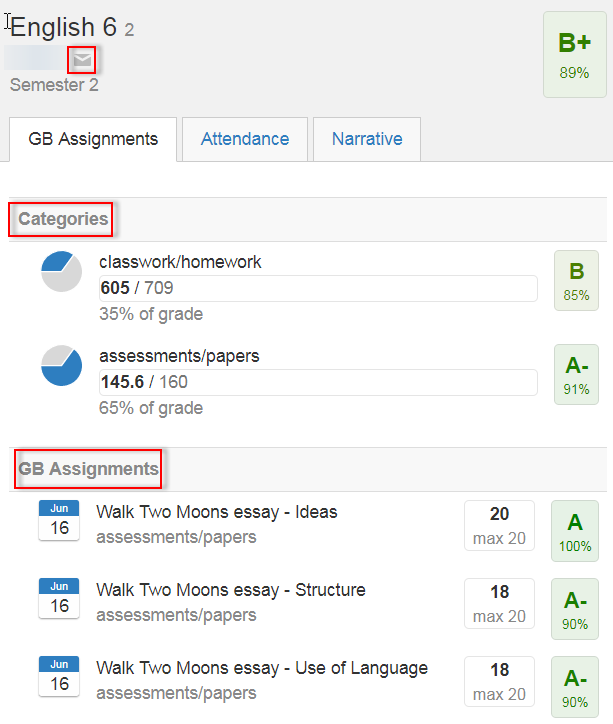 English 6 2
B+
89%
Semester 2
GB Assignments
Attendance
Narrative
Categories
classwork/homework
605 / 709
35% of grade
B
85%
assessments/papers
145.6 / 160
65% of grade
A-
91%
GB Assignments
Jun
16
Walk Two Moons essay - Ideas
assessments/papers
20
max 20
A
100%
Jun
16
Walk Two Moons essay - Structure
assessments/papers
18
max 20
A-
90%
Jun
16
Walk Two Moons essay - Use of Language
assessments/papers
18
max 20
A-
90%